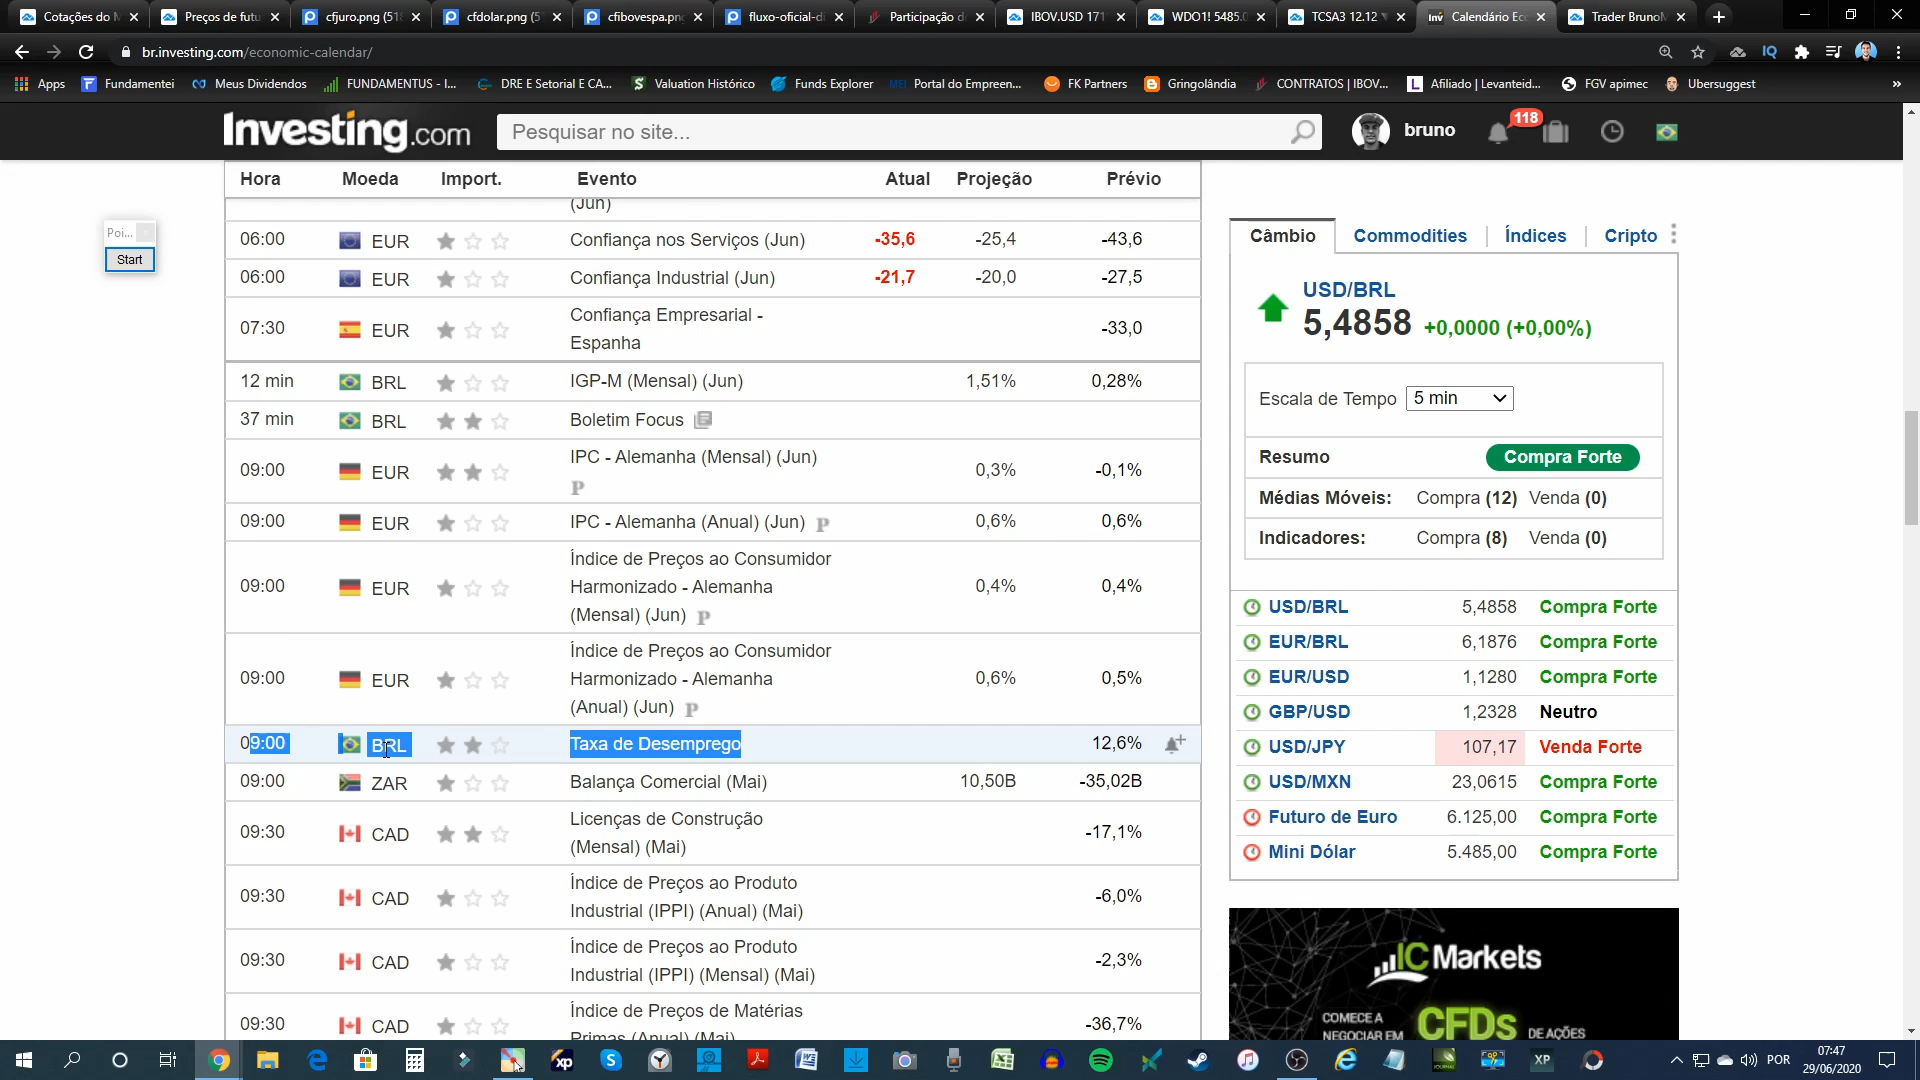 Cotações do M
Preços de futu
cfjuro.png (518
cfdolar.png (5
cfibovespa.png
fluxo-oficial-d
Participação d
IBOV.USD 171
WDO1! 5485.0
TCSA3 12.12
Calendário Eco
Trader BrunoM
br.investing.com/economic-calendar/
IQ
Apps
Fundamentei
Meus Dividendos
FUNDAMENTUS - I...
DRE E Setorial E CA...
Valuation Histórico
Funds Explorer
Portal do Empreen...
FK Partners
Gringolândia
CONTRATOS | IBOV...
Afiliado | Levanteid...
FGV apimec
Ubersuggest
»
Investing.com
Pesquisar no site...
bruno
118
Poi...
Start
Hora Moeda Import. Evento Atual Projeção Prévio
(Jun)
06:00 EUR Confiança nos Serviços (Jun) -35,6 -25,4 -43,6
06:00 EUR Confiança Industrial (Jun) -21,7 -20,0 -27,5
07:30 EUR Confiança Empresarial - -33,0
Espanha
12 min BRL IGP-M (Mensal) (Jun) 1,51% 0,28%
37 min BRL Boletim Focus
09:00 EUR IPC - Alemanha (Mensal) (Jun) 0,3% -0,1%
P
09:00 EUR IPC - Alemanha (Anual) (Jun) P 0,6% 0,6%
09:00 EUR Índice de Preços ao Consumidor 0,4% 0,4%
Harmonizado - Alemanha
(Mensal) (Jun) P
09:00 EUR Índice de Preços ao Consumidor 0,6% 0,5%
Harmonizado - Alemanha
(Anual) (Jun) P
09:00 BRL Taxa de Desemprego 12,6%
09:00 ZAR Balança Comercial (Mai) 10,50B -35,02B
09:30 CAD Licenças de Construção -17,1%
(Mensal) (Mai)
09:30 CAD Índice de Preços ao Produto -6,0%
Industrial (IPPI) (Anual) (Mai)
09:30 CAD Índice de Preços ao Produto -2,3%
Industrial (IPPI) (Mensal) (Mai)
09:30 CAD Índice de Preços de Matérias -36,7%
Primas (Anual) (Mai)
Câmbio Commodities Índices Cripto
USD/BRL
5,4858 +0,0000 (+0,00%)
Escala de Tempo 5 min
Resumo Compra Forte
Médias Móveis: Compra (12) Venda (0)
Indicadores: Compra (8) Venda (0)
USD/BRL 5,4858 Compra Forte
EUR/BRL 6,1876 Compra Forte
EUR/USD 1,1280 Compra Forte
GBP/USD 1,2328 Neutro
USD/JPY 107,17 Venda Forte
USD/MXN 23,0615 Compra Forte
Futuro de Euro 6.125,00 Compra Forte
Mini Dólar 5.485,00 Compra Forte
IC Markets
COMECE A
NEGOCIAR EM CFDs DE AÇÕES
xp
XP
POR
07:47
29/06/2020